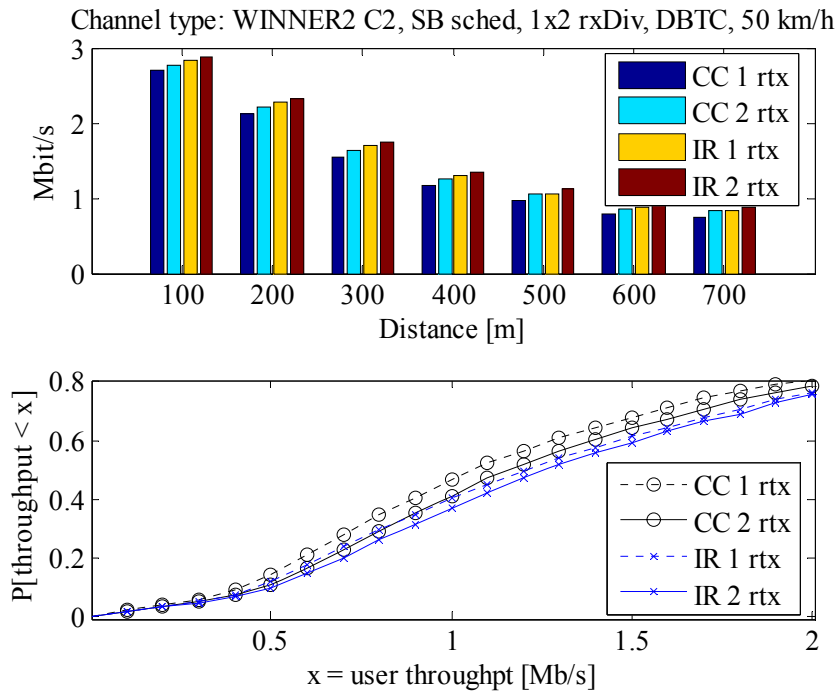 Channel type: WINNER2 C2, SB sched, 1x2 rxDiv, DBTC, 50 km/h
3
2
1
0
Mbit/s
CC 1 rtx
CC 2 rtx
IR 1 rtx
IR 2 rtx
100 200 300 400 500 600 700
Distance [m]
0.8
0.6
0.4
0.2
0
P[throughput < x]
CC 1 rtx
CC 2 rtx
IR 1 rtx
IR 2 rtx
0.5 1 1.5 2
x = user throughpt [Mb/s]